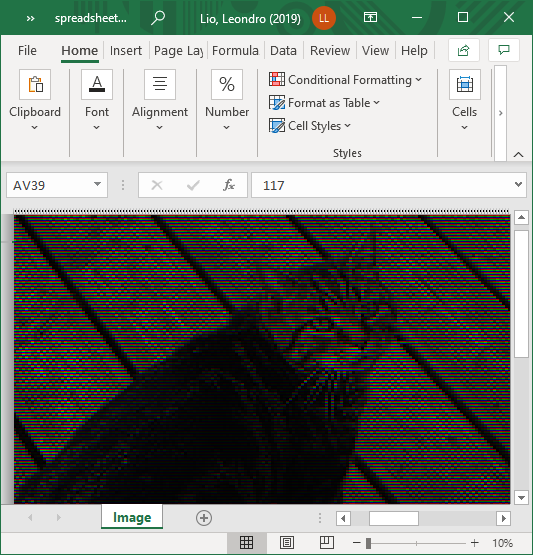 » spreadsheet... Lio, Leondro (2019) LL
File Home Insert Page Lay Formula Data Review View Help
Clipboard Font Alignment Number Conditional Formatting Format as Table Cell Styles Cells
Styles
AV39 fx 117
Image
10%